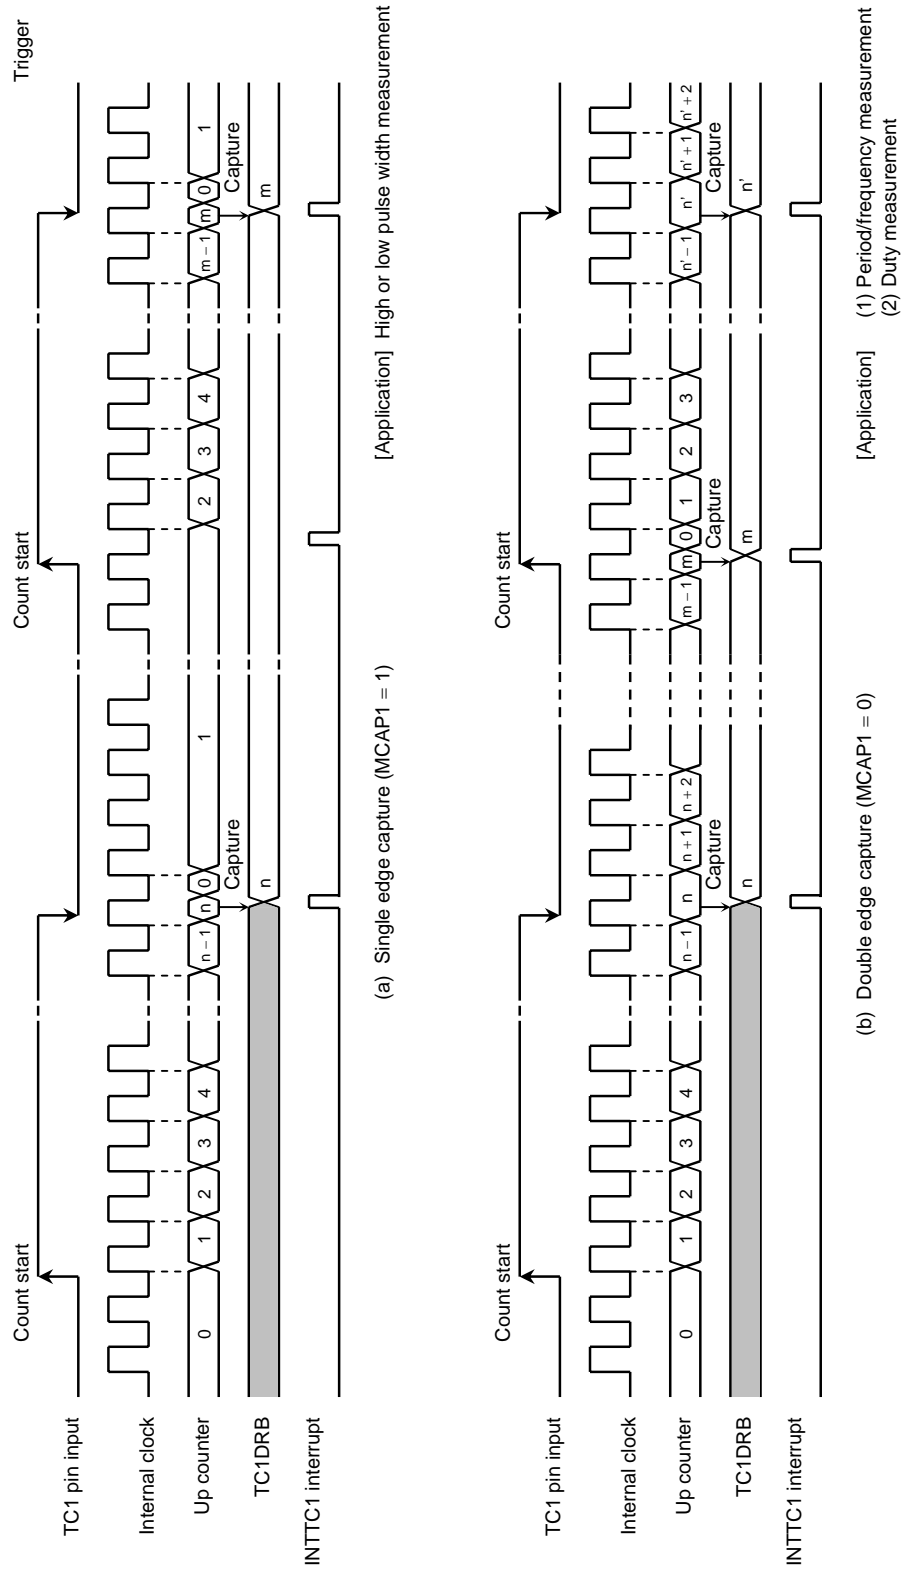 Count start Count start Trigger
TC1 pin input
Internal clock
Up counter 0 1 2 3 4 n − 1 n 0 1 2 3 4 m − 1 m 0 1
Capture Capture
TC1DRB n m
INTTC1 interrupt
(a) Single edge capture (MCAP1 = 1) [Application] High or low pulse width measurement
Count start Count start
TC1 pin input
Internal clock
Up counter 0 1 2 3 4 n − 1 n n + 1 n + 2 m − 1 m 0 1 2 3 n' − 1 n' n' + 1 n' + 2
Capture Capture Capture
TC1DRB n m n'
INTTC1 interrupt
(b) Double edge capture (MCAP1 = 0) [Application] (1) Period/frequency measurement
(2) Duty measurement